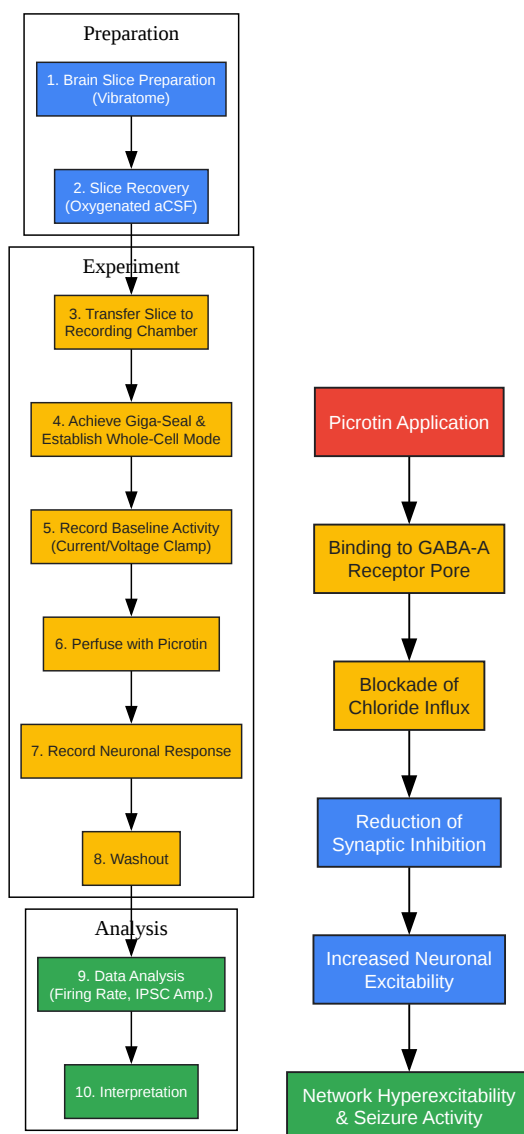 Preparation
1. Brain Slice Preparation
(Vibratome)
2. Slice Recovery
(Oxygenated aCSF)
Experiment
3. Transfer Slice to
Recording Chamber
4. Achieve Giga-Seal &
Establish Whole-Cell Mode
5. Record Baseline Activity
(Current/Voltage Clamp)
6. Perfuse with Picrotin
7. Record Neuronal Response
8. Washout
Analysis
9. Data Analysis
(Firing Rate, IPSC Amp.)
10. Interpretation
Picrotin Application
Binding to GABA-A
Receptor Pore
Blockade of
Chloride Influx
Reduction of
Synaptic Inhibition
Increased Neuronal
Excitability
Network Hyperexcitability
& Seizure Activity